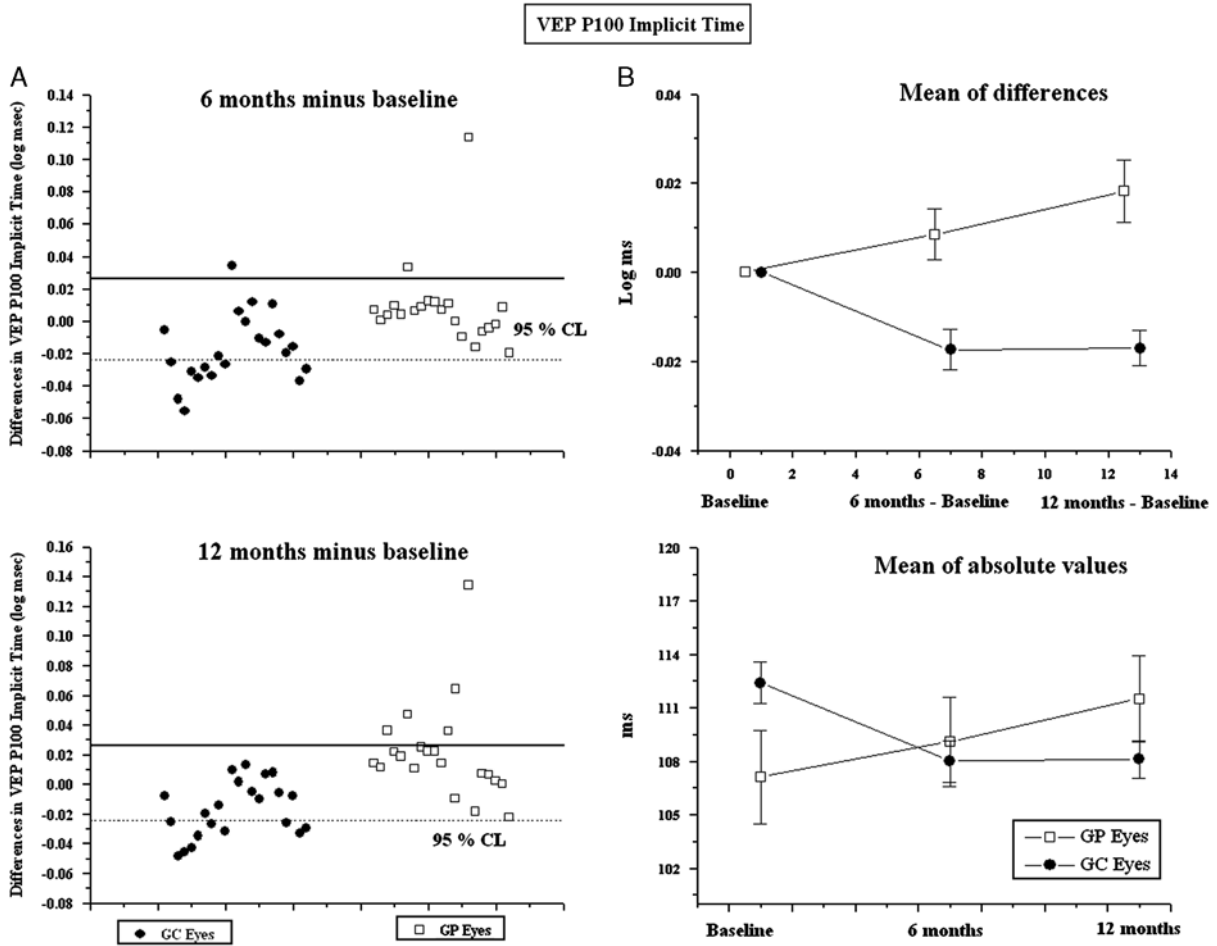 VEP P100 Implicit Time
A
6 months minus baseline
Differences in VEP P100 Implicit Time (log msec)
0.14
0.12
0.10
0.08
0.06
0.04
0.02
0.00
-0.02
-0.04
-0.06
-0.08
95 % CL
B
Mean of differences
Log ms
0.04
0.02
0.00
-0.02
-0.04
0 2 4 6 8 10 12 14
Baseline 6 months - Baseline 12 months - Baseline
12 months minus baseline
Differences in VEP P100 Implicit Time (log msec)
0.16
0.14
0.12
0.10
0.08
0.06
0.04
0.02
0.00
-0.02
-0.04
-0.06
-0.08
95 % CL
GC Eyes GP Eyes
Mean of absolute values
ms
120
117
114
111
108
105
102
GP Eyes
GC Eyes
Baseline 6 months 12 months